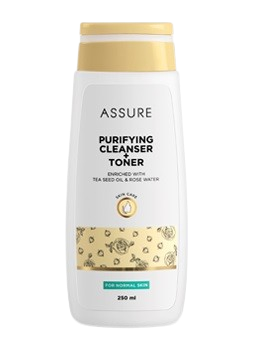 ASSURE
PURIFYING
CLEANSER
+
TONER
ENRICHED WITH
TEA SEED OIL & ROSE WATER
SKIN CARE
FOR NORMAL SKIN
250 ml